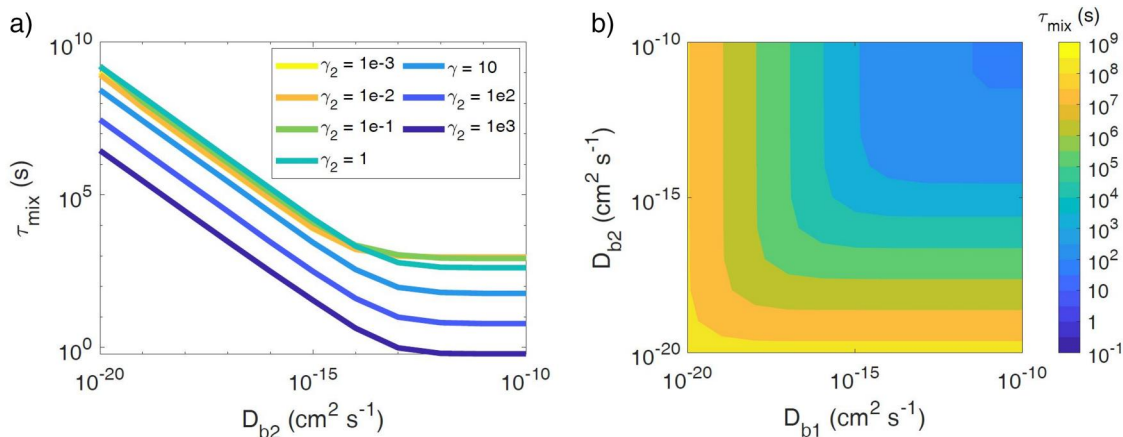 a)
10^10
10^5
10^0
τ_mix (s)
γ_2 = 1e-3
γ = 10
γ_2 = 1e-2
γ_2 = 1e2
γ_2 = 1e-1
γ_2 = 1e3
γ_2 = 1
10^-20
10^-15
10^-10
D_b2 (cm^2 s^-1)
b)
10^-10
10^-15
10^-20
D_b2 (cm^2 s^-1)
10^-20
10^-15
10^-10
D_b1 (cm^2 s^-1)
τ_mix (s)
10^9
10^8
10^7
10^6
10^5
10^4
10^3
10^2
10
1
10^-1